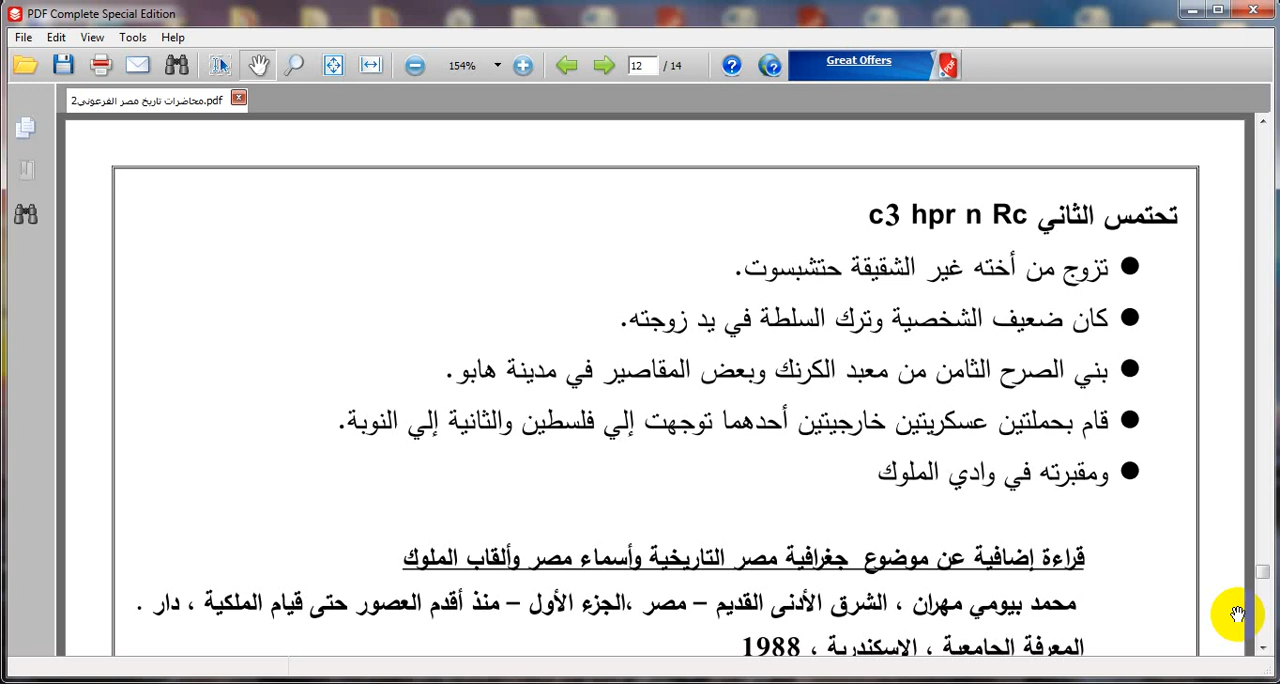 PDF Complete Special Edition
File Edit View Tools Help
154% 12 / 14 Great Offers
محاضرات تاريخ مصر الفرعوني2.pdf
تحتمس الثاني c3 hpr n Rc
● تزوج من أخته غير الشقيقة حتشبسوت.
● كان ضعيف الشخصية وترك السلطة في يد زوجته.
● بني الصرح الثامن من معبد الكرنك وبعض المقاصير في مدينة هابو.
● قام بحملتين عسكريتين خارجيتين أحدهما توجهت إلي فلسطين والثانية إلي النوبة.
● ومقبرته في وادي الملوك
قراءة إضافية عن موضوع جغرافية مصر التاريخية وأسماء مصر وألقاب الملوك
محمد بيومي مهران ، الشرق الأدنى القديم – مصر ،الجزء الأول – منذ أقدم العصور حتى قيام الملكية ، دار .
المعرفة الجامعية ، الإسكندرية ، 1988